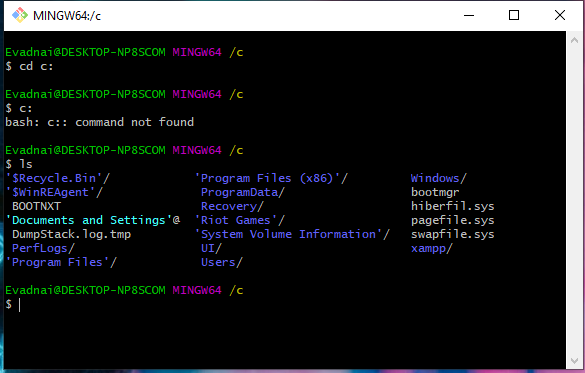 MINGW64:/c
Evadnai@DESKTOP-NP8SCOM MINGW64 /c
$ cd c:
Evadnai@DESKTOP-NP8SCOM MINGW64 /c
$ c:
bash: c:: command not found
Evadnai@DESKTOP-NP8SCOM MINGW64 /c
$ ls
'$Recycle.Bin'/ 'Program Files (x86)'/ Windows/
'$WinREAgent'/ ProgramData/ bootmgr
BOOTNXT Recovery/ hiberfil.sys
'Documents and Settings'@ 'Riot Games'/ pagefile.sys
DumpStack.log.tmp 'System Volume Information'/ swapfile.sys
PerfLogs/ UI/ xampp/
'Program Files'/ Users/
Evadnai@DESKTOP-NP8SCOM MINGW64 /c
$